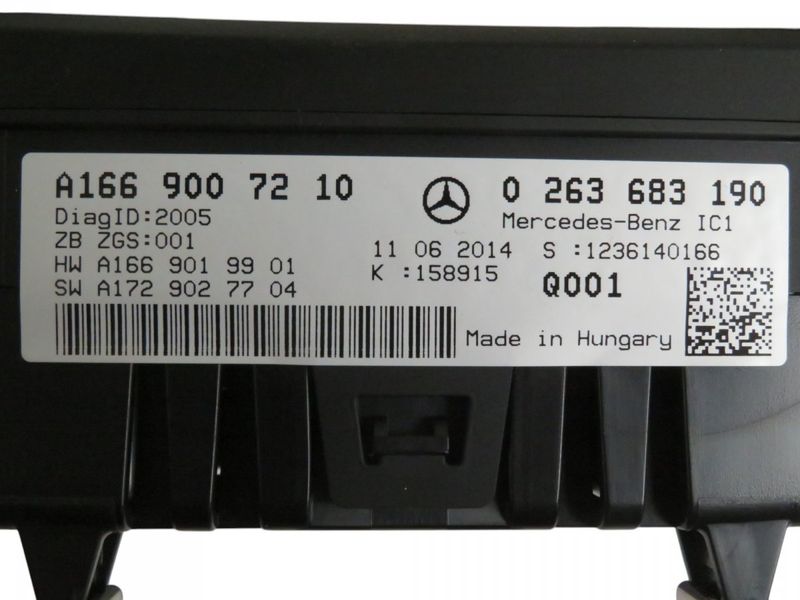 A166 900 72 10
0 263 683 190
DiagID:2005
Mercedes-Benz IC1
ZB ZGS:001
11 06 2014 S :1236140166
HW A166 901 99 01
K :158915
Q001
SW A172 902 77 04
Made in Hungary